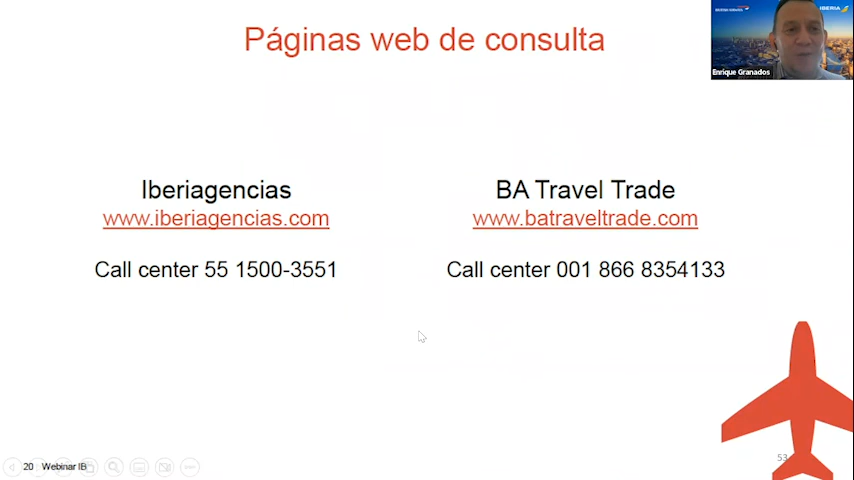 Páginas web de consulta
IBERIA
Enrique Granados
Iberiagencias
www.iberiagencias.com
Call center 55 1500-3551
BA Travel Trade
www.batraveltrade.com
Call center 001 866 8354133
20 Webinar IB
53